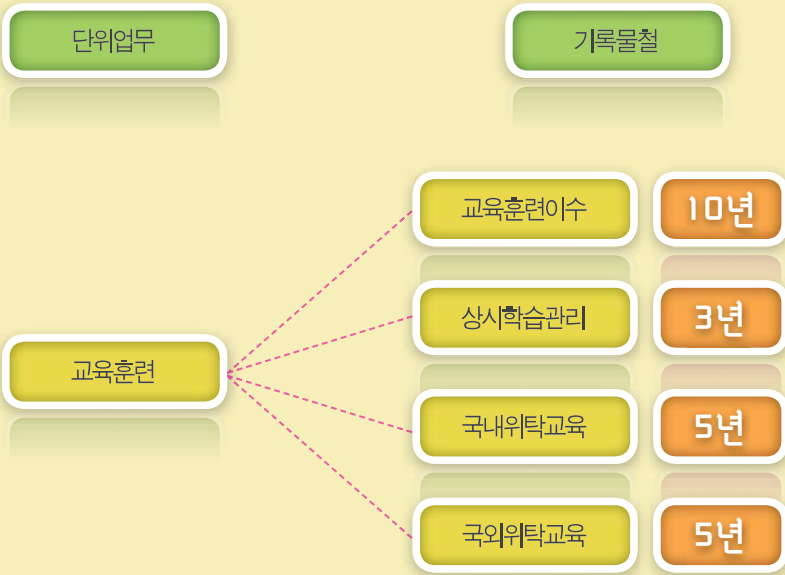 단위업무 기록물철
교육훈련이수 10년
상시학습관리 3년
교육훈련
국내위탁교육 5년
국외위탁교육 5년